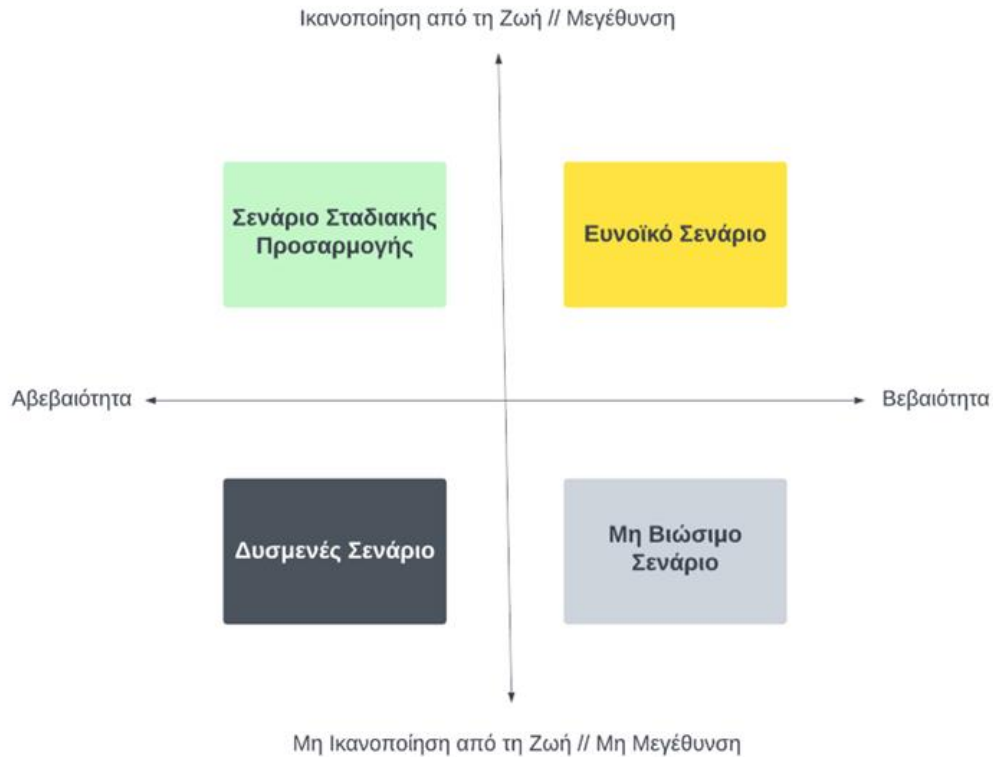 Ικανοποίηση από τη Ζωή // Μεγέθυνση
Σενάριο Σταδιακής
Προσαρμογής
Ευνοϊκό Σενάριο
Αβεβαιότητα
Βεβαιότητα
Δυσμενές Σενάριο
Μη Βιώσιμο
Σενάριο
Μη Ικανοποίηση από τη Ζωή // Μη Μεγέθυνση